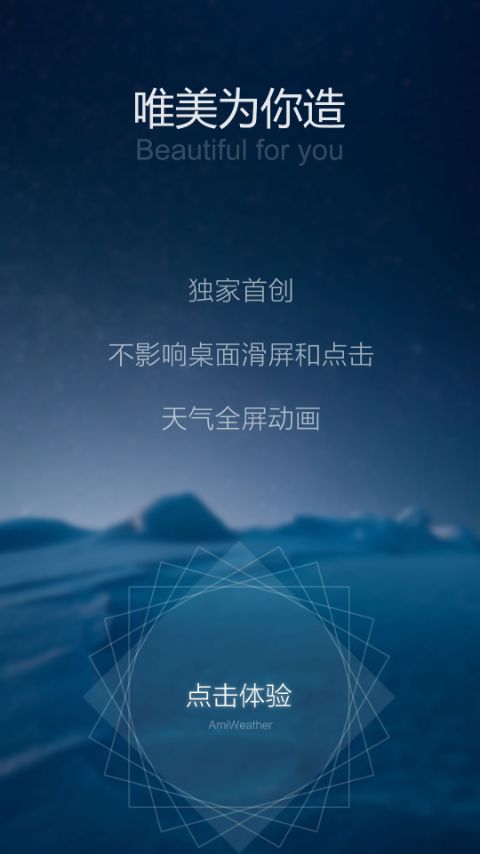 唯美为你造
Beautiful for you
独家首创
不影响桌面滑屏和点击
天气全屏动画
点击体验
AmiWeather